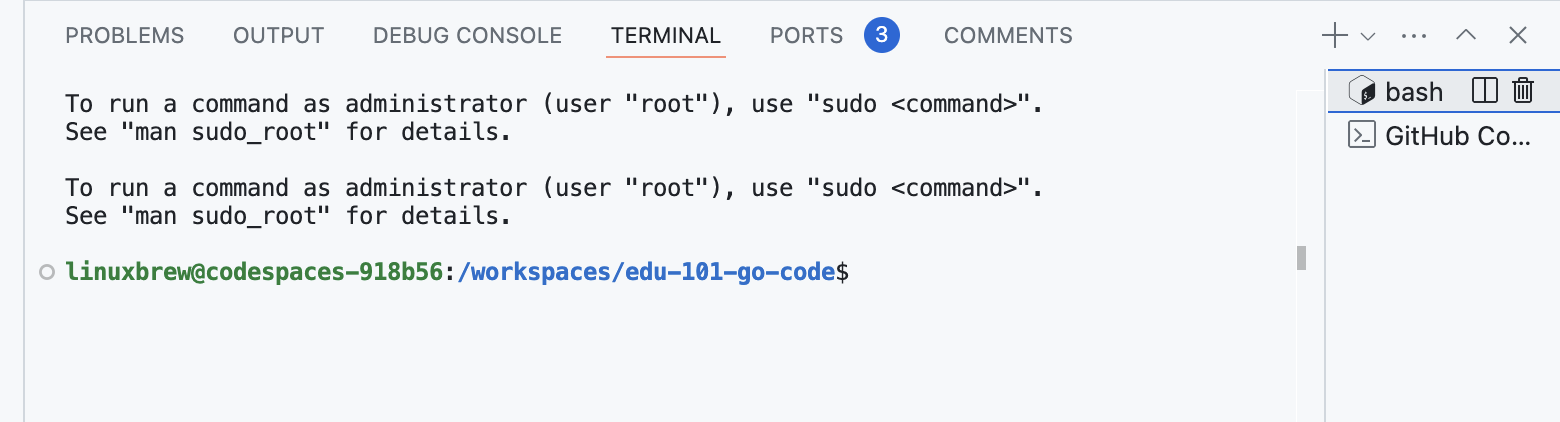 PROBLEMS OUTPUT DEBUG CONSOLE TERMINAL PORTS 3 COMMENTS
To run a command as administrator (user "root"), use "sudo <command>".
See "man sudo_root" for details.
To run a command as administrator (user "root"), use "sudo <command>".
See "man sudo_root" for details.
linuxbrew@codespaces-918b56:/workspaces/edu-101-go-code$
bash
GitHub Co...